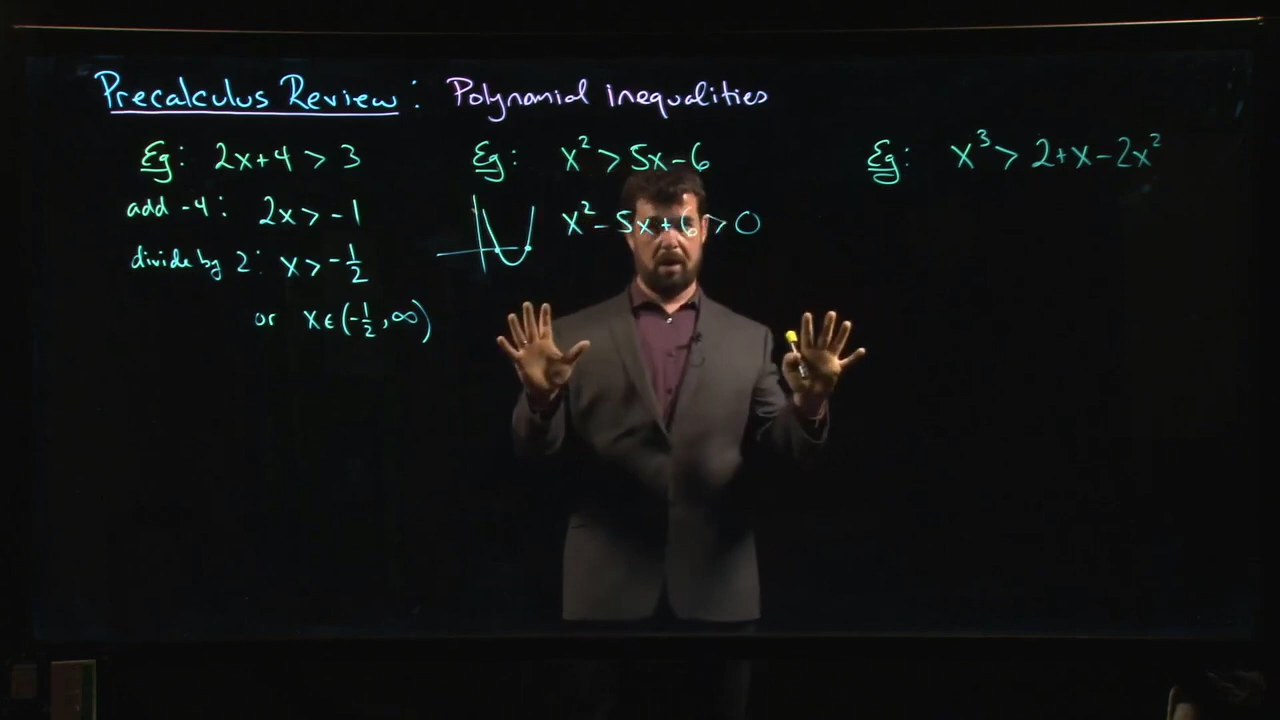 Precalculus Review: Polynomial inequalities
Eg: 2x+4 > 3
add -4: 2x > -1
divide by 2: x > -1/2
or x ∈ (-1/2, ∞)
Eg: x² > 5x-6
x² - 5x + 6 > 0
Eg: x³ > 2+x-2x²